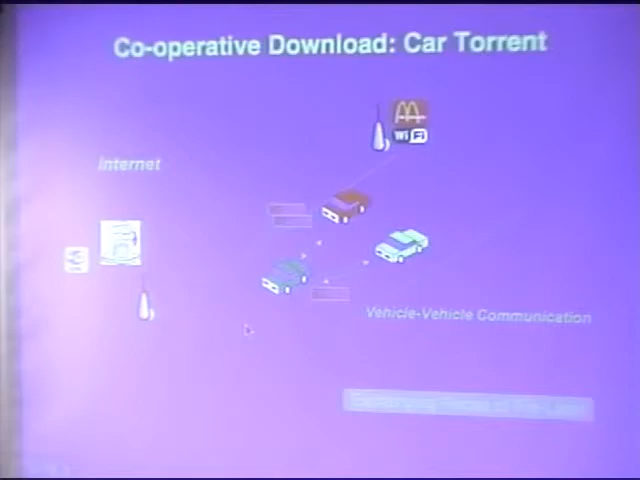 Co-operative Download: Car Torrent
Wi Fi
Internet
Vehicle-Vehicle Communication